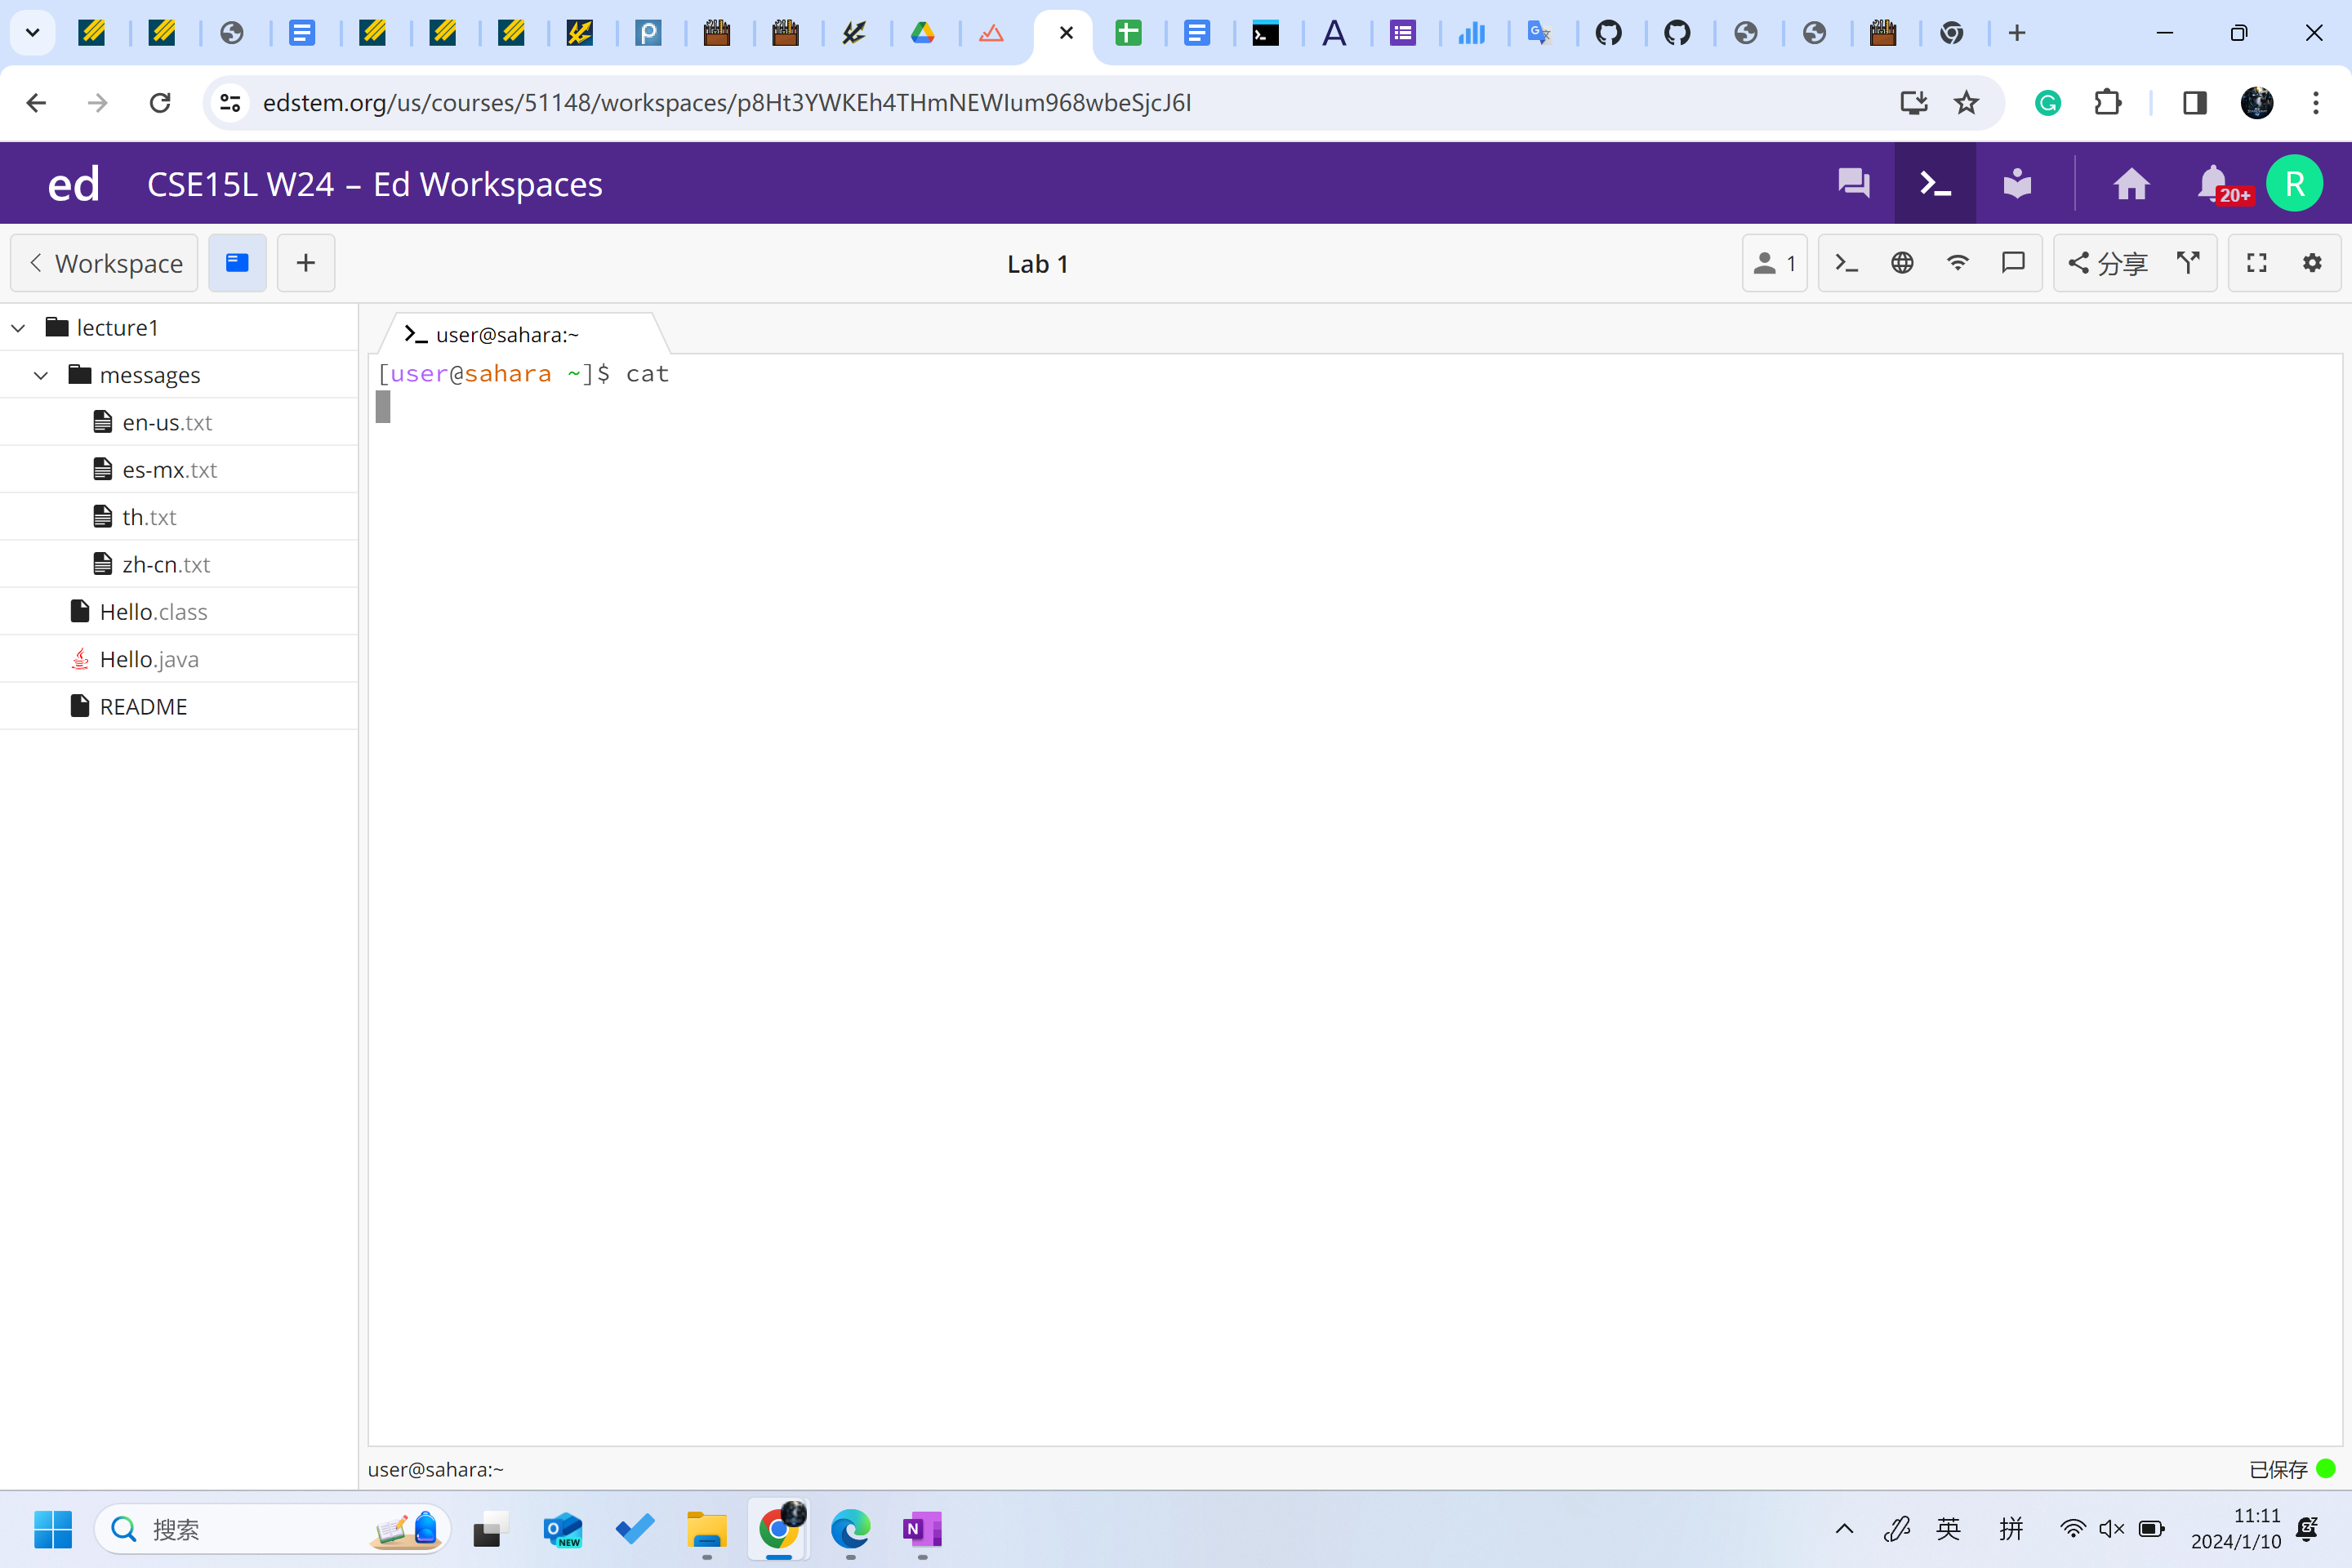 edstem.org/us/courses/51148/workspaces/p8Ht3YWKEh4THmNEWIum968wbeSjcJ6I
ed CSE15L W24 – Ed Workspaces 20+ R
Workspace Lab 1 1 分享
lecture1
messages
en-us.txt
es-mx.txt
th.txt
zh-cn.txt
Hello.class
Hello.java
README
user@sahara:~
[user@sahara ~]$ cat
user@sahara:~ 已保存
搜索 NEW 英 拼 11:11
2024/1/10